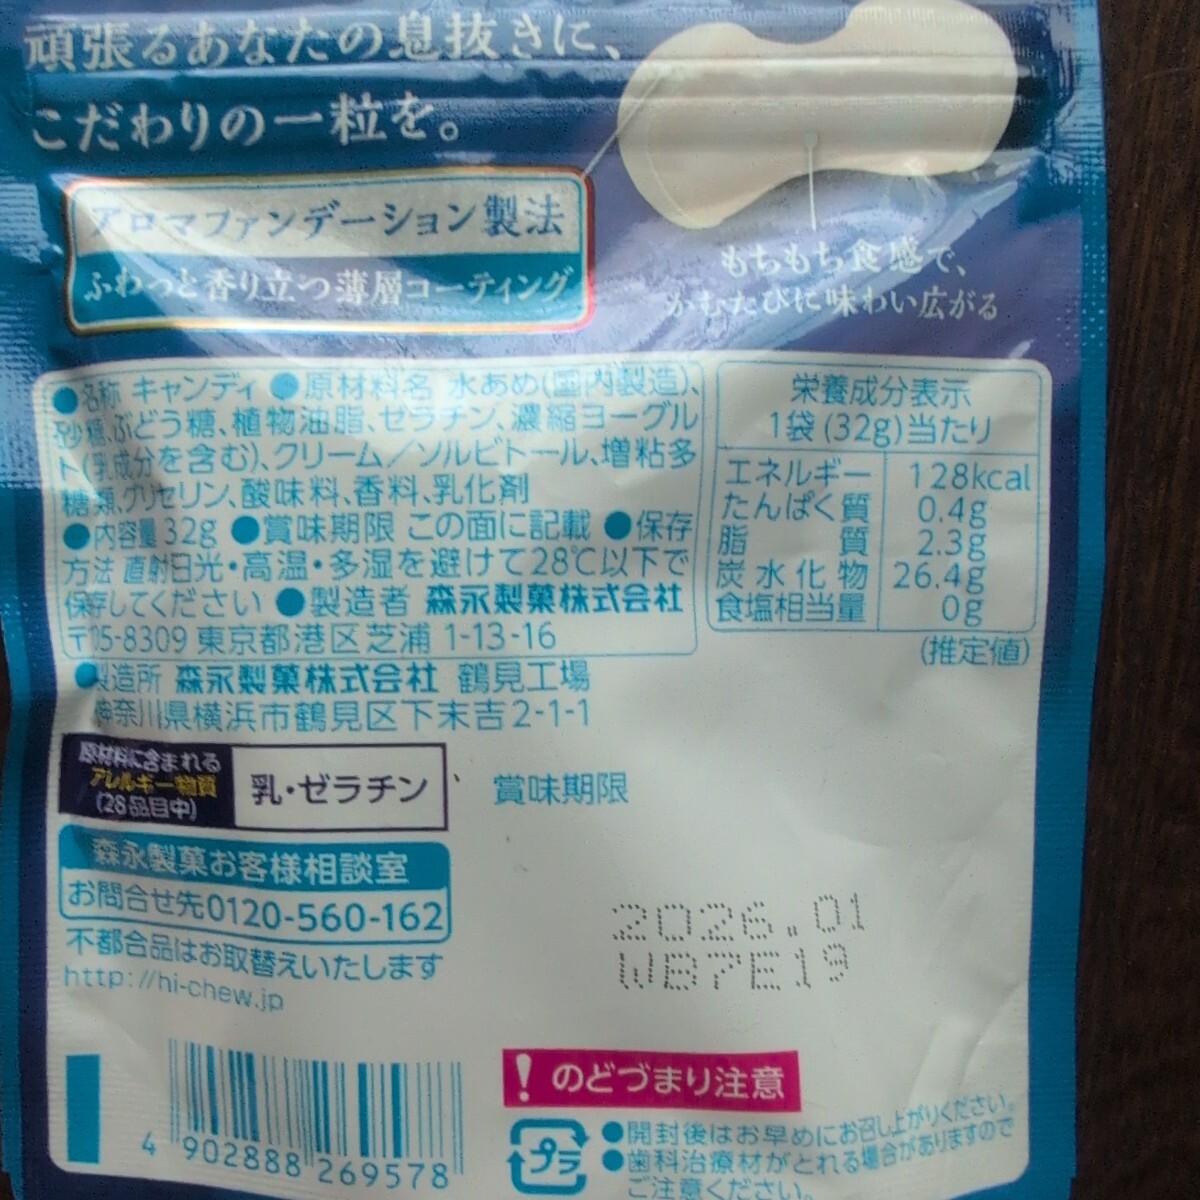 頑張るあなたの息抜きに、
こだわりの一粒を。
アロマファンデーション製法
ふわっと香り立つ薄層コーティング
もちもち食感で、
かむたびに味わい広がる
●名称 キャンディ ●原材料名 水あめ(国内製造)、
砂糖、ぶどう糖、植物油脂、ゼラチン、濃縮ヨーグル
ト(乳成分を含む)、クリーム／ソルビトール、増粘多
糖類、グリセリン、酸味料、香料、乳化剤
●内容量 32g ●賞味期限 この面に記載 ●保存
方法 直射日光・高温・多湿を避けて28℃以下で
保存してください ●製造者 森永製菓株式会社
〒105-8309 東京都港区芝浦 1-13-16
●製造所 森永製菓株式会社 鶴見工場
神奈川県横浜市鶴見区下末吉2-1-1
栄養成分表示
1袋(32g)当たり
エネルギー 128kcal
たんぱく質 0.4g
脂質 2.3g
炭水化物 26.4g
食塩相当量 0g
(推定値)
原材料に含まれる
アレルギー物質
(28品目中)
乳・ゼラチン
賞味期限
2026.01
WB7E19
森永製菓お客様相談室
お問合せ先0120-560-162
不都合品はお取替えいたします
http://hi-chew.jp
4 902888 269578
! のどづまり注意
プラ
●開封後はお早めにお召し上がりください。
●歯科治療材がとれる場合がありますので
ご注意ください。